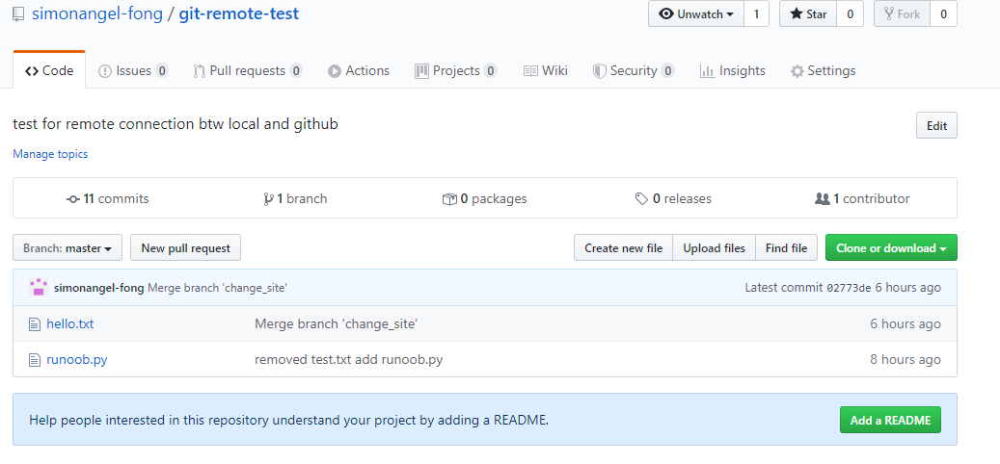 simonangel-fong / git-remote-test
Unwatch 1 Star 0 Fork 0
Code Issues 0 Pull requests 0 Actions Projects 0 Wiki Security 0 Insights Settings
test for remote connection btw local and github
Edit
Manage topics
11 commits 1 branch 0 packages 0 releases 1 contributor
Branch: master New pull request Create new file Upload files Find file Clone or download
simonangel-fong Merge branch 'change_site' Latest commit 02773de 6 hours ago
hello.txt Merge branch 'change_site' 6 hours ago
runoob.py removed test.txt add runoob.py 8 hours ago
Help people interested in this repository understand your project by adding a README. Add a README